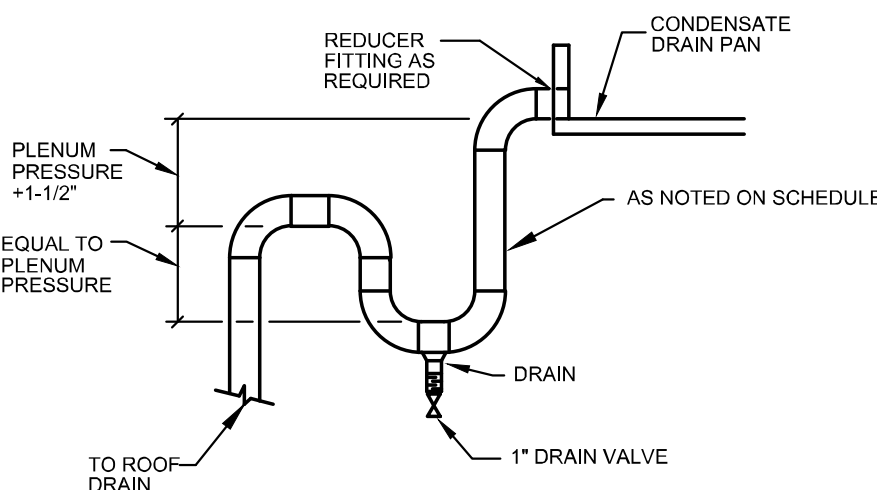 REDUCER
FITTING AS
REQUIRED
CONDENSATE
DRAIN PAN
PLENUM
PRESSURE
+1-1/2"
AS NOTED ON SCHEDULE
EQUAL TO
PLENUM
PRESSURE
DRAIN
1" DRAIN VALVE
TO ROOF
DRAIN